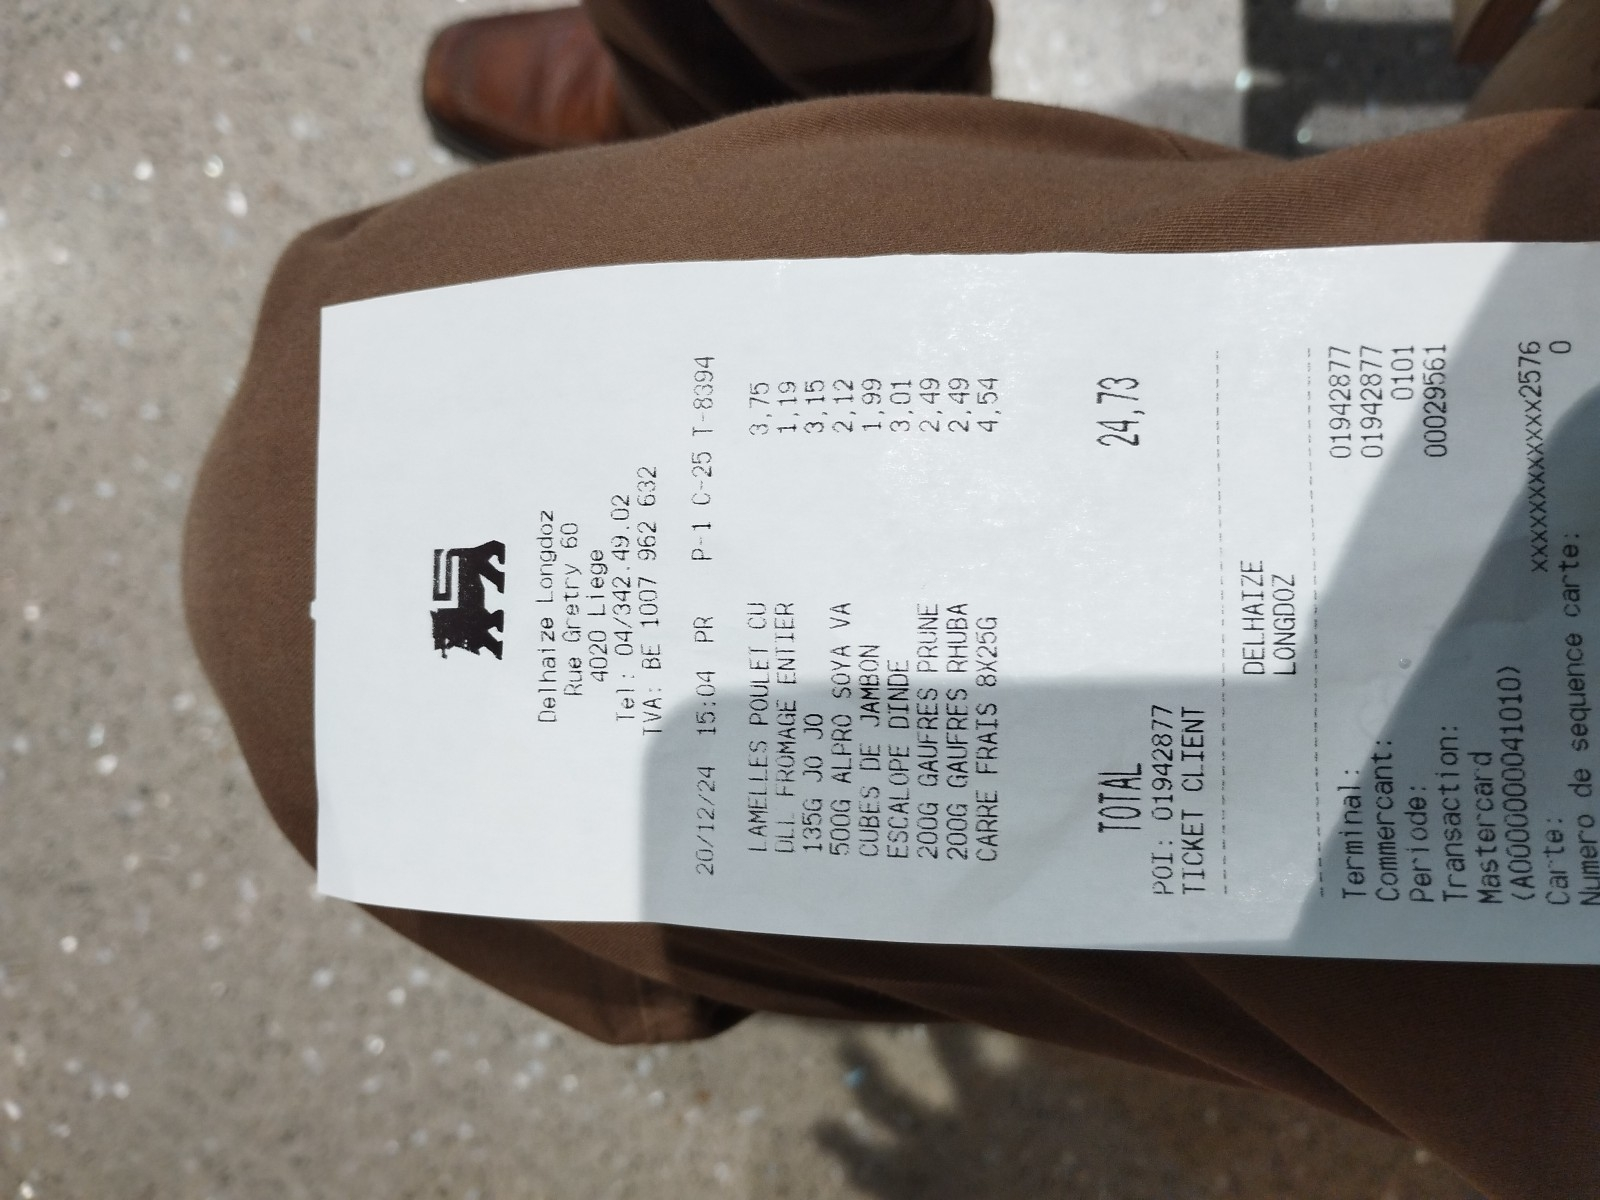 Delhaize Longdoz
Rue Gretry 60
4020 Liege
Tel: 04/342.49.02
TVA: BE 1007 962 632
20/12/24 15:04 PR P-1 C-25 T-8394
LAMELLES POULET CU 3,75
DLL FROMAGE ENTIER 1,19
135G JO JO 3,15
500G ALPRO SOYA VA 2,12
CUBES DE JAMBON 1,99
ESCALOPE DINDE 3,01
200G GAUFRES PRUNE 2,49
200G GAUFRES RHUBA 2,49
CARRE FRAIS 8X25G 4,54
TOTAL 24,73
POI: 01942877
TICKET CLIENT
DELHAIZE
LONGDOZ
Terminal: 01942877
Commercant: 01942877
Periode: 0101
Transaction: 00029561
Mastercard
(A0000000041010)
Carte: xxxxxxxxxxxx2576
Numero de sequence carte: 0